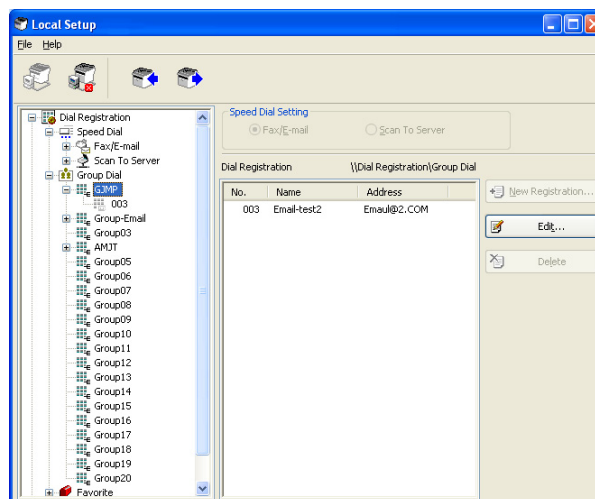 Local Setup
File Help
Dial Registration
Speed Dial
Fax/E-mail
Scan To Server
Group Dial
GJMP
003
Group-Email
Group03
AMJT
Group05
Group06
Group07
Group08
Group09
Group10
Group11
Group12
Group13
Group14
Group15
Group16
Group17
Group18
Group19
Group20
Favorite
Speed Dial Setting
Fax/E-mail Scan To Server
Dial Registration \\Dial Registration\Group Dial
No. Name Address
003 Email-test2 Emaul@2.COM
New Registration...
Edit...
Delete